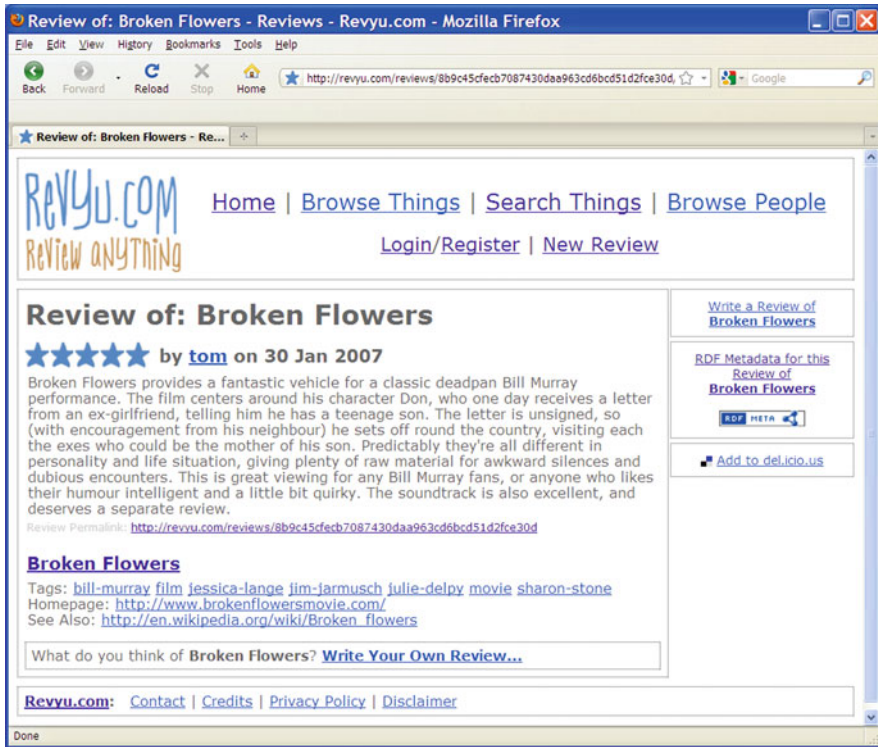 Review of: Broken Flowers - Reviews - Revyu.com - Mozilla Firefox
File Edit View History Bookmarks Tools Help
Back Forward Reload Stop Home http://revyu.com/reviews/8b9c45cfecb7087430daa963cd6bcd51d2fce30d, Google
Review of: Broken Flowers - Re...
Revyu.com
Review anything
Home | Browse Things | Search Things | Browse People
Login/Register | New Review
Review of: Broken Flowers
by tom on 30 Jan 2007
Broken Flowers provides a fantastic vehicle for a classic deadpan Bill Murray
performance. The film centers around his character Don, who one day receives a letter
from an ex-girlfriend, telling him he has a teenage son. The letter is unsigned, so
(with encouragement from his neighbour) he sets off round the country, visiting each
the exes who could be the mother of his son. Predictably they're all different in
personality and life situation, giving plenty of raw material for awkward silences and
dubious encounters. This is great viewing for any Bill Murray fans, or anyone who likes
their humour intelligent and a little bit quirky. The soundtrack is also excellent, and
deserves a separate review.
Review Permalink: http://revyu.com/reviews/8b9c45cfecb7087430daa963cd6bcd51d2fce30d
Broken Flowers
Tags: bill-murray film jessica-lange jim-jarmusch julie-delpy movie sharon-stone
Homepage: http://www.brokenflowersmovie.com/
See Also: http://en.wikipedia.org/wiki/Broken_flowers
What do you think of Broken Flowers? Write Your Own Review...
Write a Review of
Broken Flowers
RDF Metadata for this
Review of
Broken Flowers
RDF META
Add to del.icio.us
Revyu.com: Contact | Credits | Privacy Policy | Disclaimer
Done